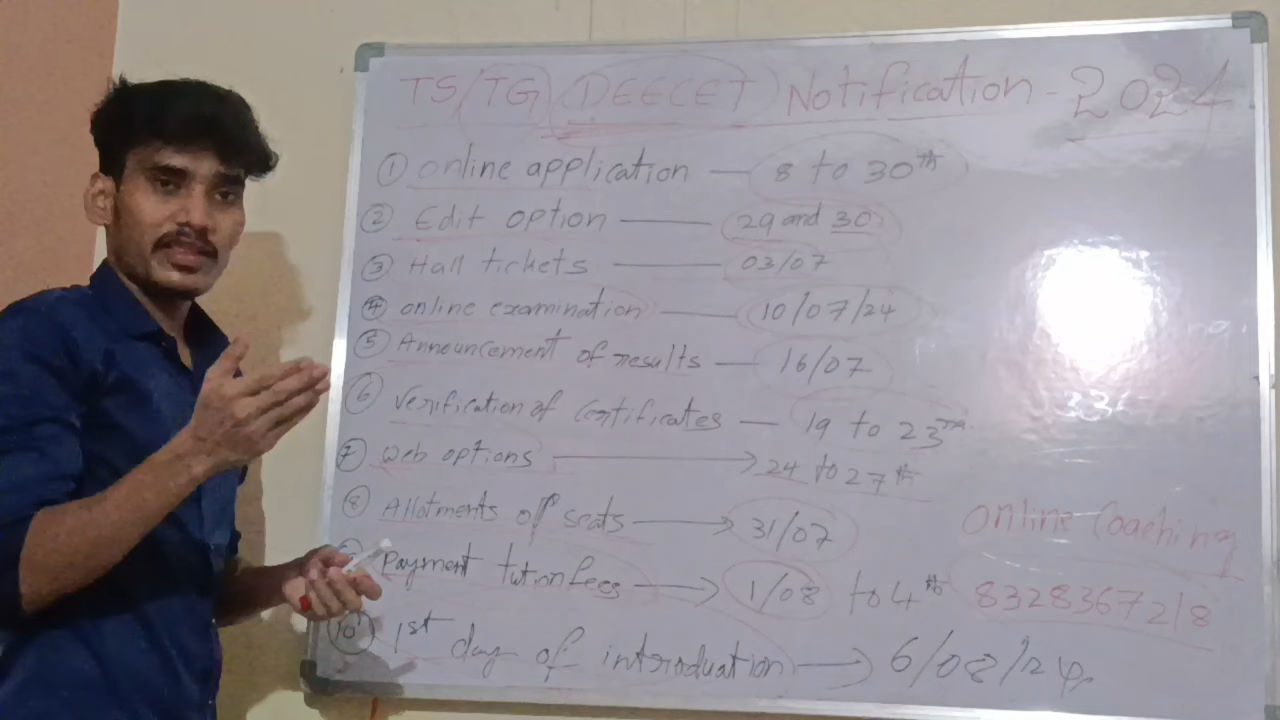 TS/TG DEECET Notification - 2024.
① online application — 8 to 30th
② Edit option — 29 and 30
③ Hall tickets — 03/07
④ online examination — 10/07/24
⑤ Announcement of results — 16/07
⑥ Verification of Certificates — 19 to 23TH
⑦ web options → 24 to 27th
⑧ Allotments of seats → 31/07
payment tution fees → 1/08 to 4th
⑩ 1st day of introduation → 6/08/24
Online Coaching
8328367218